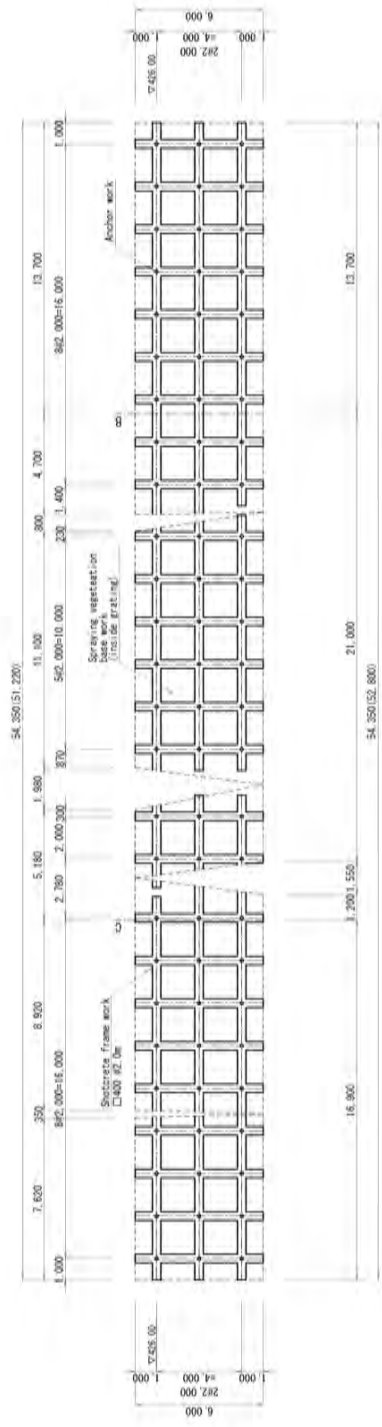 54,350(51,220)
7,620 350 8,920 5,180 1,980 11,100 800 4,700 13,700
1,000 8@2,000=16,000 2,780 2,000 300 870 5@2,000=10,000 230 1,400 8@2,000=16,000 1,000
Shotcrete frame work
□400 @2.0m
Spraying vegeteation
base work
(inside grating)
Anchor work
▽426.00
▽426.00
6,000
2@2,000
1,000 =4,000 1,000
1,000 =4,000 1,000
2@2,000
6,000
16,900 1,200 1,550 21,000 13,700
54,350(52,800)